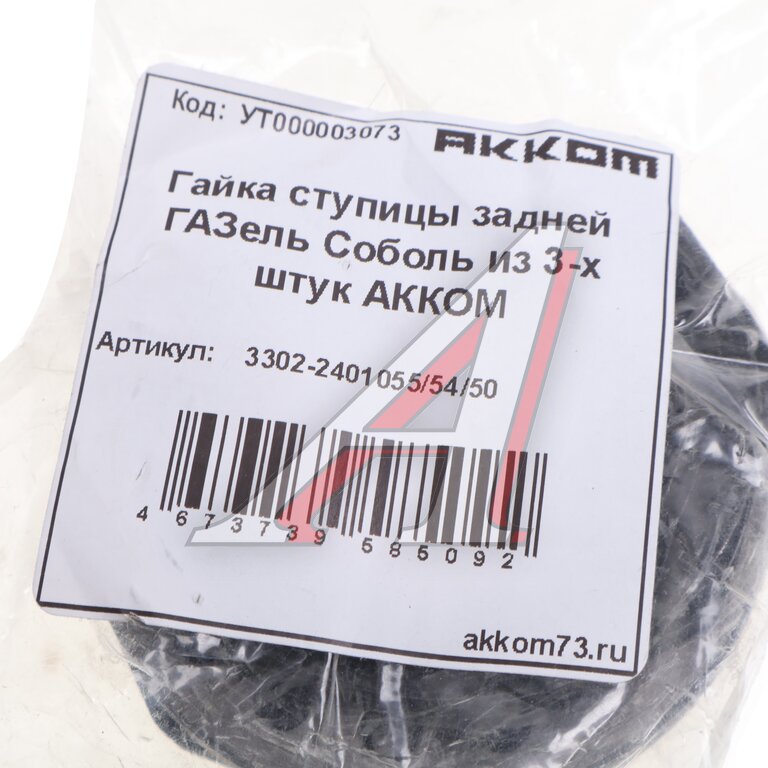 Код: УТ000003073 AKKOM
Гайка ступицы задней
ГАЗель Соболь из 3-х
штук АККОМ
Артикул: 3302-2401055/54/50
4 673739 585092
akkom73.ru